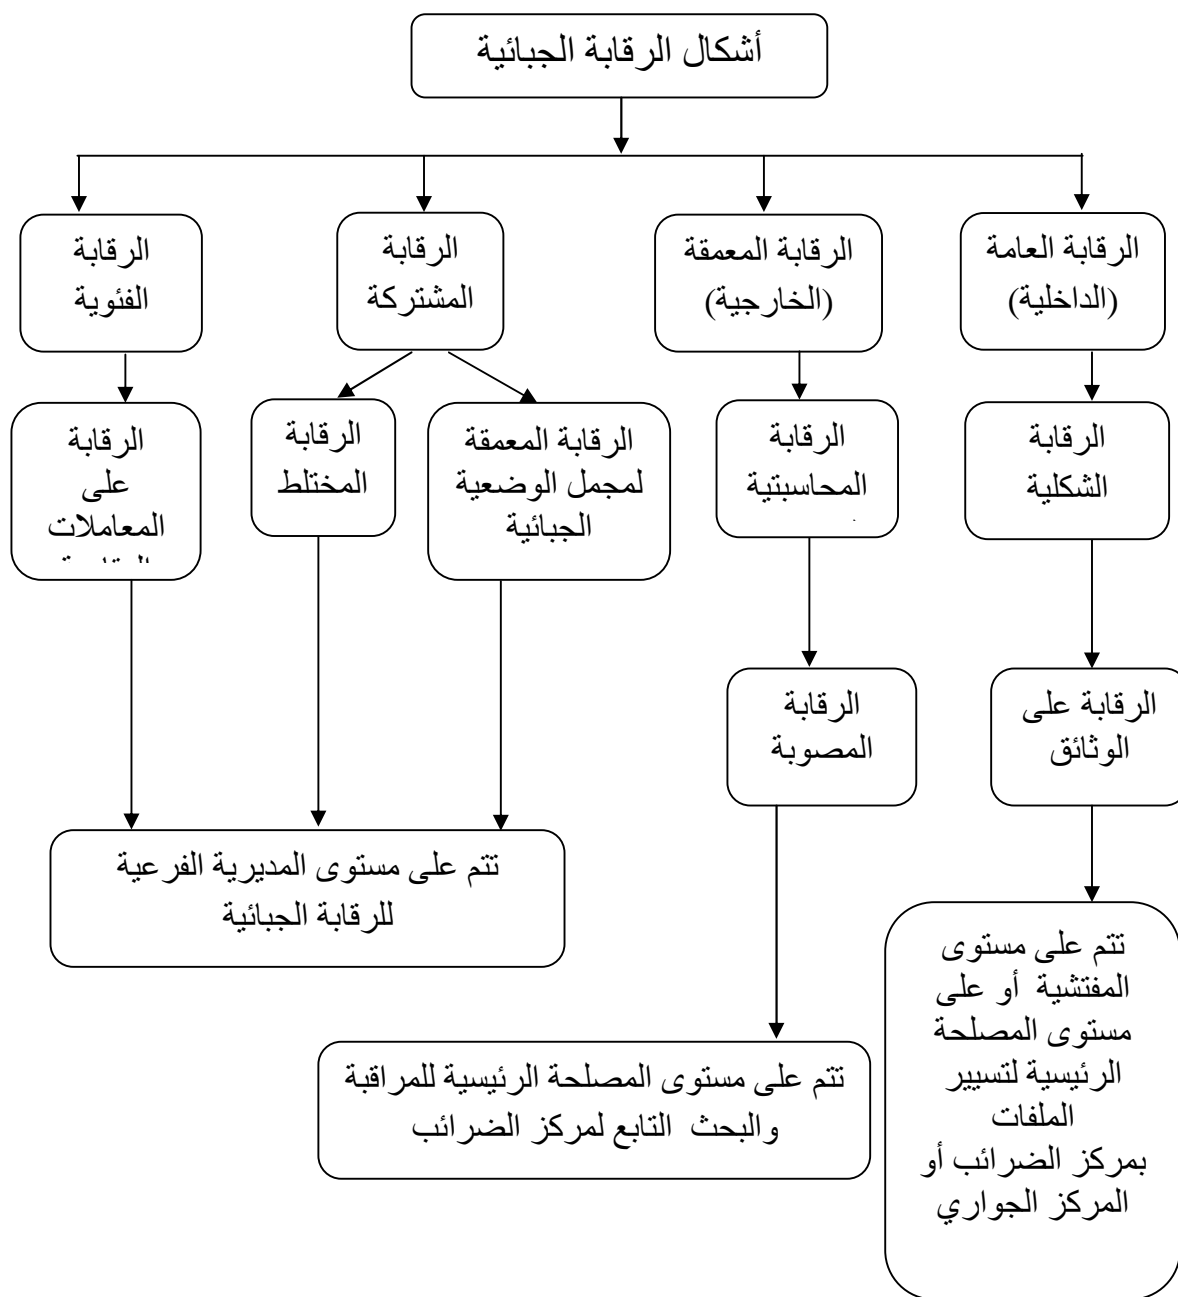 أشكال الرقابة الجبائية
الرقابة العامة
(الداخلية)
الرقابة المعمقة
(الخارجية)
الرقابة
المشتركة
الرقابة
الفئوية
الرقابة
الشكلية
الرقابة
المحاسبتية
الرقابة المعمقة
لمجمل الوضعية
الجبائية
الرقابة
المختلط
الرقابة
على
المعاملات
الرقابة على
الوثائق
الرقابة
المصوبة
تتم على مستوى المديرية الفرعية
للرقابة الجبائية
تتم على مستوى
المفتشية أو على
مستوى المصلحة
الرئيسية لتسيير
الملفات
بمركز الضرائب أو
المركز الجواري
تتم على مستوى المصلحة الرئيسية للمراقبة
والبحث التابع لمركز الضرائب